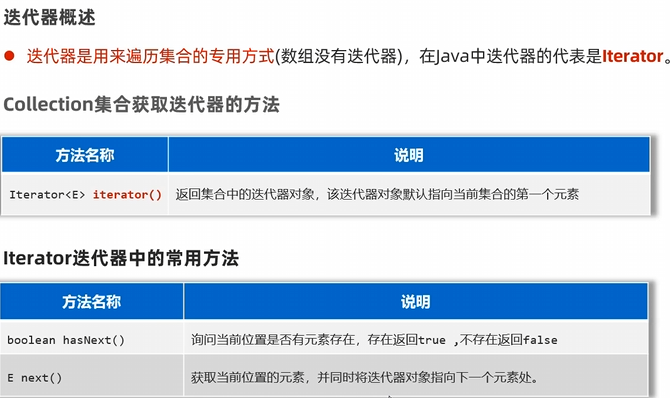 迭代器概述
● 迭代器是用来遍历集合的专用方式(数组没有迭代器)，在Java中迭代器的代表是Iterator。
Collection集合获取迭代器的方法
方法名称 说明
Iterator<E> iterator() 返回集合中的迭代器对象，该迭代器对象默认指向当前集合的第一个元素
Iterator迭代器中的常用方法
方法名称 说明
boolean hasNext() 询问当前位置是否有元素存在，存在返回true ,不存在返回false
E next() 获取当前位置的元素，并同时将迭代器对象指向下一个元素处。